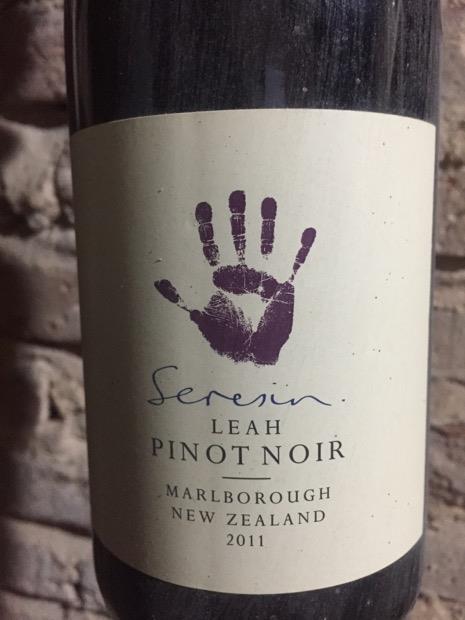 Seresin
LEAH
PINOT NOIR
MARLBOROUGH
NEW ZEALAND
2011